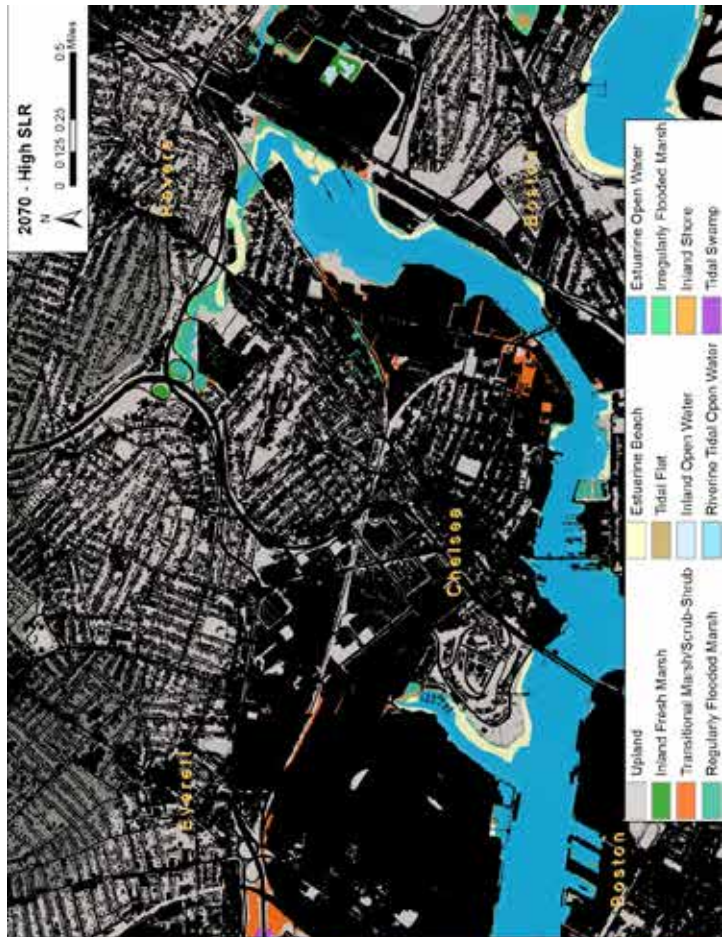 2070 - High SLR
N
0 0.125 0.25 0.5
Miles
Revere
Everett
Chelsea
Boston
Boston
Upland
Inland Fresh Marsh
Transitional Marsh/Scrub-Shrub
Regularly Flooded Marsh
Estuarine Beach
Tidal Flat
Inland Open Water
Riverine Tidal Open Water
Estuarine Open Water
Irregularly Flooded Marsh
Inland Shore
Tidal Swamp